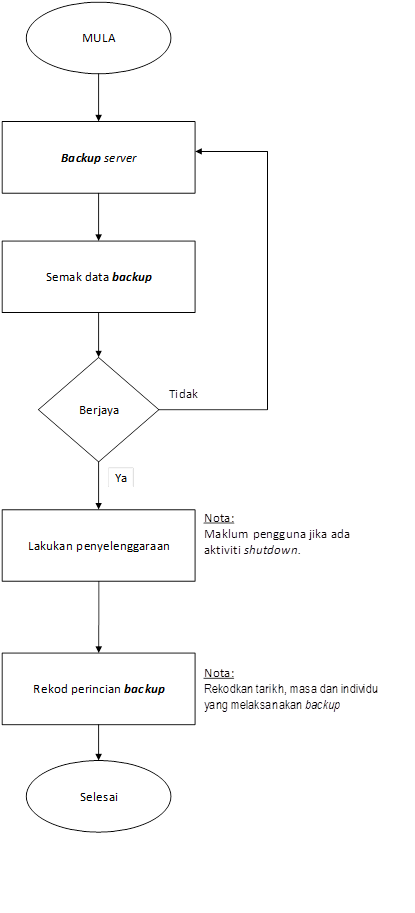 MULA
Backup server
Semak data backup
Berjaya
Tidak
Ya
Lakukan penyelenggaraan
Nota:
Maklum pengguna jika ada
aktiviti shutdown.
Rekod perincian backup
Nota:
Rekodkan tarikh, masa dan individu
yang melaksanakan backup
Selesai